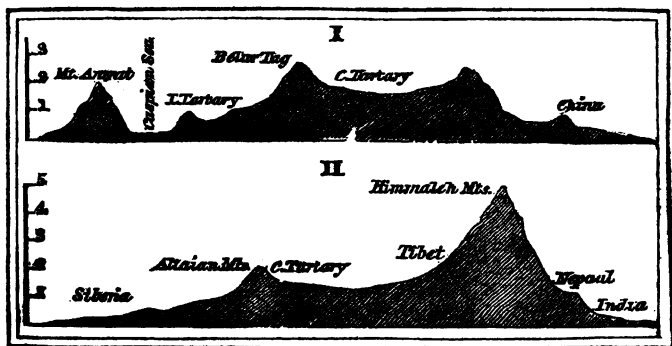 I
3
2
1
Mt. Ararat
Caspian Sea
I. Tartary
Belur Tag
C. Tartary
China
II
5
4
3
2
1
Siberia
Altaian Mts.
C. Tartary
Tibet
Himmaleh Mts.
Nepaul
India